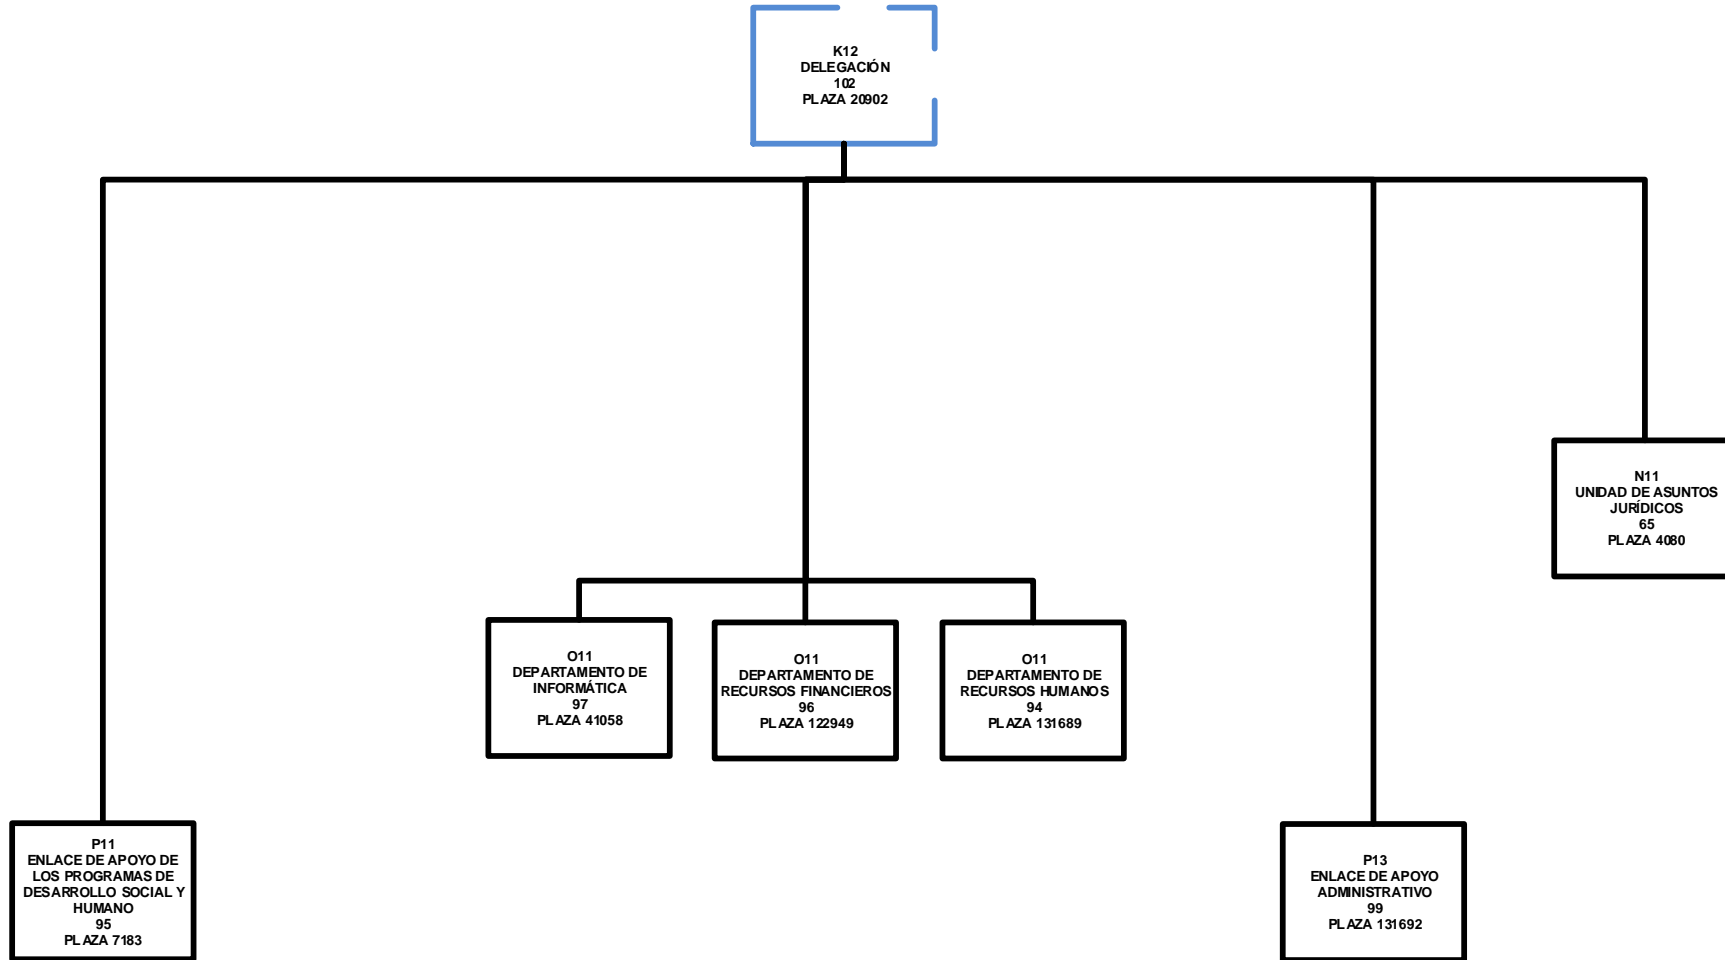 K12
DELEGACIÓN
102
PLAZA 20902
N11
UNIDAD DE ASUNTOS
JURÍDICOS
65
PLAZA 4080
O11
DEPARTAMENTO DE
INFORMÁTICA
97
PLAZA 41058
O11
DEPARTAMENTO DE
RECURSOS FINANCIEROS
96
PLAZA 122949
O11
DEPARTAMENTO DE
RECURSOS HUMANOS
94
PLAZA 131689
P11
ENLACE DE APOYO DE
LOS PROGRAMAS DE
DESARROLLO SOCIAL Y
HUMANO
95
PLAZA 7183
P13
ENLACE DE APOYO
ADMINISTRATIVO
99
PLAZA 131692